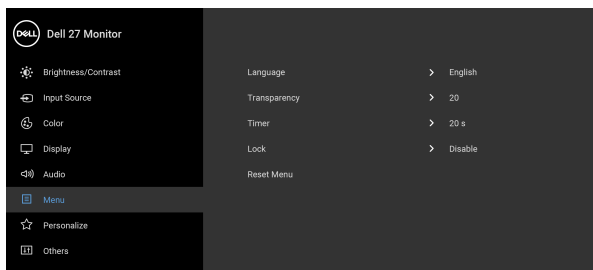 DELL Dell 27 Monitor
Brightness/Contrast Language > English
Input Source Transparency > 20
Color Timer > 20 s
Display Lock > Disable
Audio Reset Menu
Menu
Personalize
Others